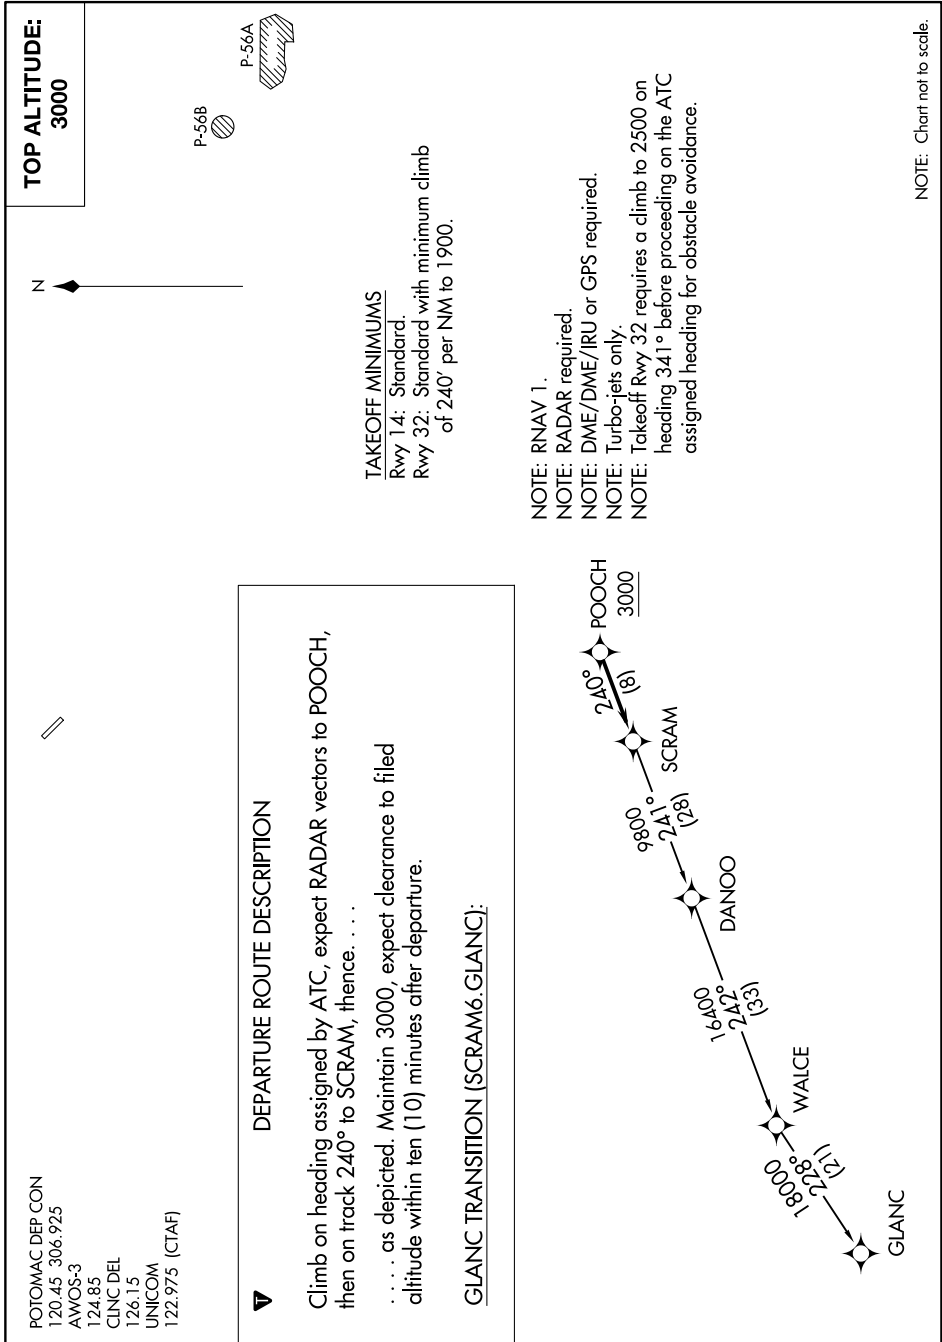 POTOMAC DEP CON
120.45 306.925
AWOS-3
124.85
CLNC DEL
126.15
UNICOM
122.975 (CTAF)
N
TOP ALTITUDE:
3000
P-56B
P-56A
DEPARTURE ROUTE DESCRIPTION
T
Climb on heading assigned by ATC, expect RADAR vectors to POOCH,
then on track 240° to SCRAM, thence. . . .
. . . . as depicted. Maintain 3000, expect clearance to filed
altitude within ten (10) minutes after departure.
GLANC TRANSITION (SCRAM6.GLANC):
TAKEOFF MINIMUMS
Rwy 14: Standard.
Rwy 32: Standard with minimum climb
of 240' per NM to 1900.
NOTE: RNAV 1.
NOTE: RADAR required.
NOTE: DME/DME/IRU or GPS required.
NOTE: Turbo-jets only.
NOTE: Takeoff Rwy 32 requires a climb to 2500 on
heading 341° before proceeding on the ATC
assigned heading for obstacle avoidance.
POOCH
3000
240°
(8)
SCRAM
9800
241°
(28)
DANOO
16400
242°
(33)
WALCE
18000
228°
(21)
GLANC
NOTE: Chart not to scale.